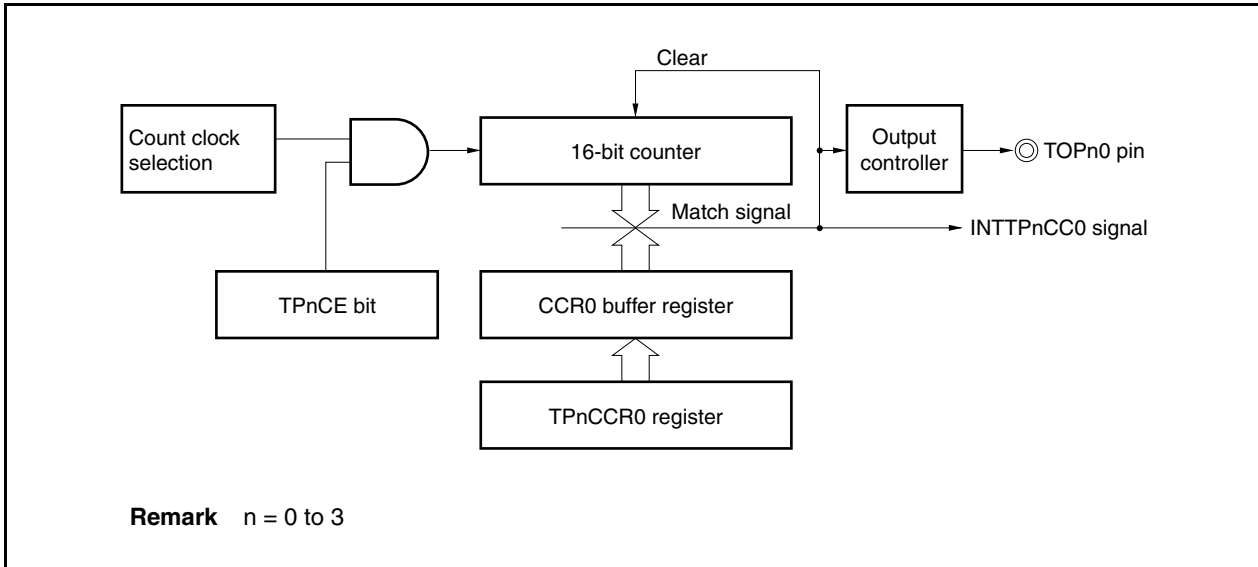 Clear
Count clock
selection
16-bit counter
Output
controller
TOPn0 pin
Match signal
INTTPnCC0 signal
TPnCE bit
CCR0 buffer register
TPnCCR0 register
Remark n = 0 to 3